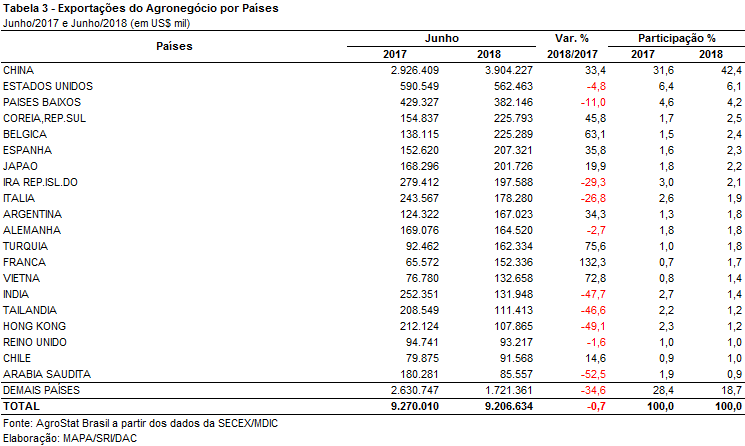 Tabela 3 - Exportações do Agronegócio por Países
Junho/2017 e Junho/2018 (em US$ mil)
Países Junho Var. % Participação %
2017 2018 2018/2017 2017 2018
CHINA 2.926.409 3.904.227 33,4 31,6 42,4
ESTADOS UNIDOS 590.549 562.463 -4,8 6,4 6,1
PAISES BAIXOS 429.327 382.146 -11,0 4,6 4,2
COREIA,REP.SUL 154.837 225.793 45,8 1,7 2,5
BELGICA 138.115 225.289 63,1 1,5 2,4
ESPANHA 152.620 207.321 35,8 1,6 2,3
JAPAO 168.296 201.726 19,9 1,8 2,2
IRA REP.ISL.DO 279.412 197.588 -29,3 3,0 2,1
ITALIA 243.567 178.280 -26,8 2,6 1,9
ARGENTINA 124.322 167.023 34,3 1,3 1,8
ALEMANHA 169.076 164.520 -2,7 1,8 1,8
TURQUIA 92.462 162.334 75,6 1,0 1,8
FRANCA 65.572 152.336 132,3 0,7 1,7
VIETNA 76.780 132.658 72,8 0,8 1,4
INDIA 252.351 131.948 -47,7 2,7 1,4
TAILANDIA 208.549 111.413 -46,6 2,2 1,2
HONG KONG 212.124 107.865 -49,1 2,3 1,2
REINO UNIDO 94.741 93.217 -1,6 1,0 1,0
CHILE 79.875 91.568 14,6 0,9 1,0
ARABIA SAUDITA 180.281 85.557 -52,5 1,9 0,9
DEMAIS PAÍSES 2.630.747 1.721.361 -34,6 28,4 18,7
TOTAL 9.270.010 9.206.634 -0,7 100,0 100,0
Fonte: AgroStat Brasil a partir dos dados da SECEX/MDIC
Elaboração: MAPA/SRI/DAC